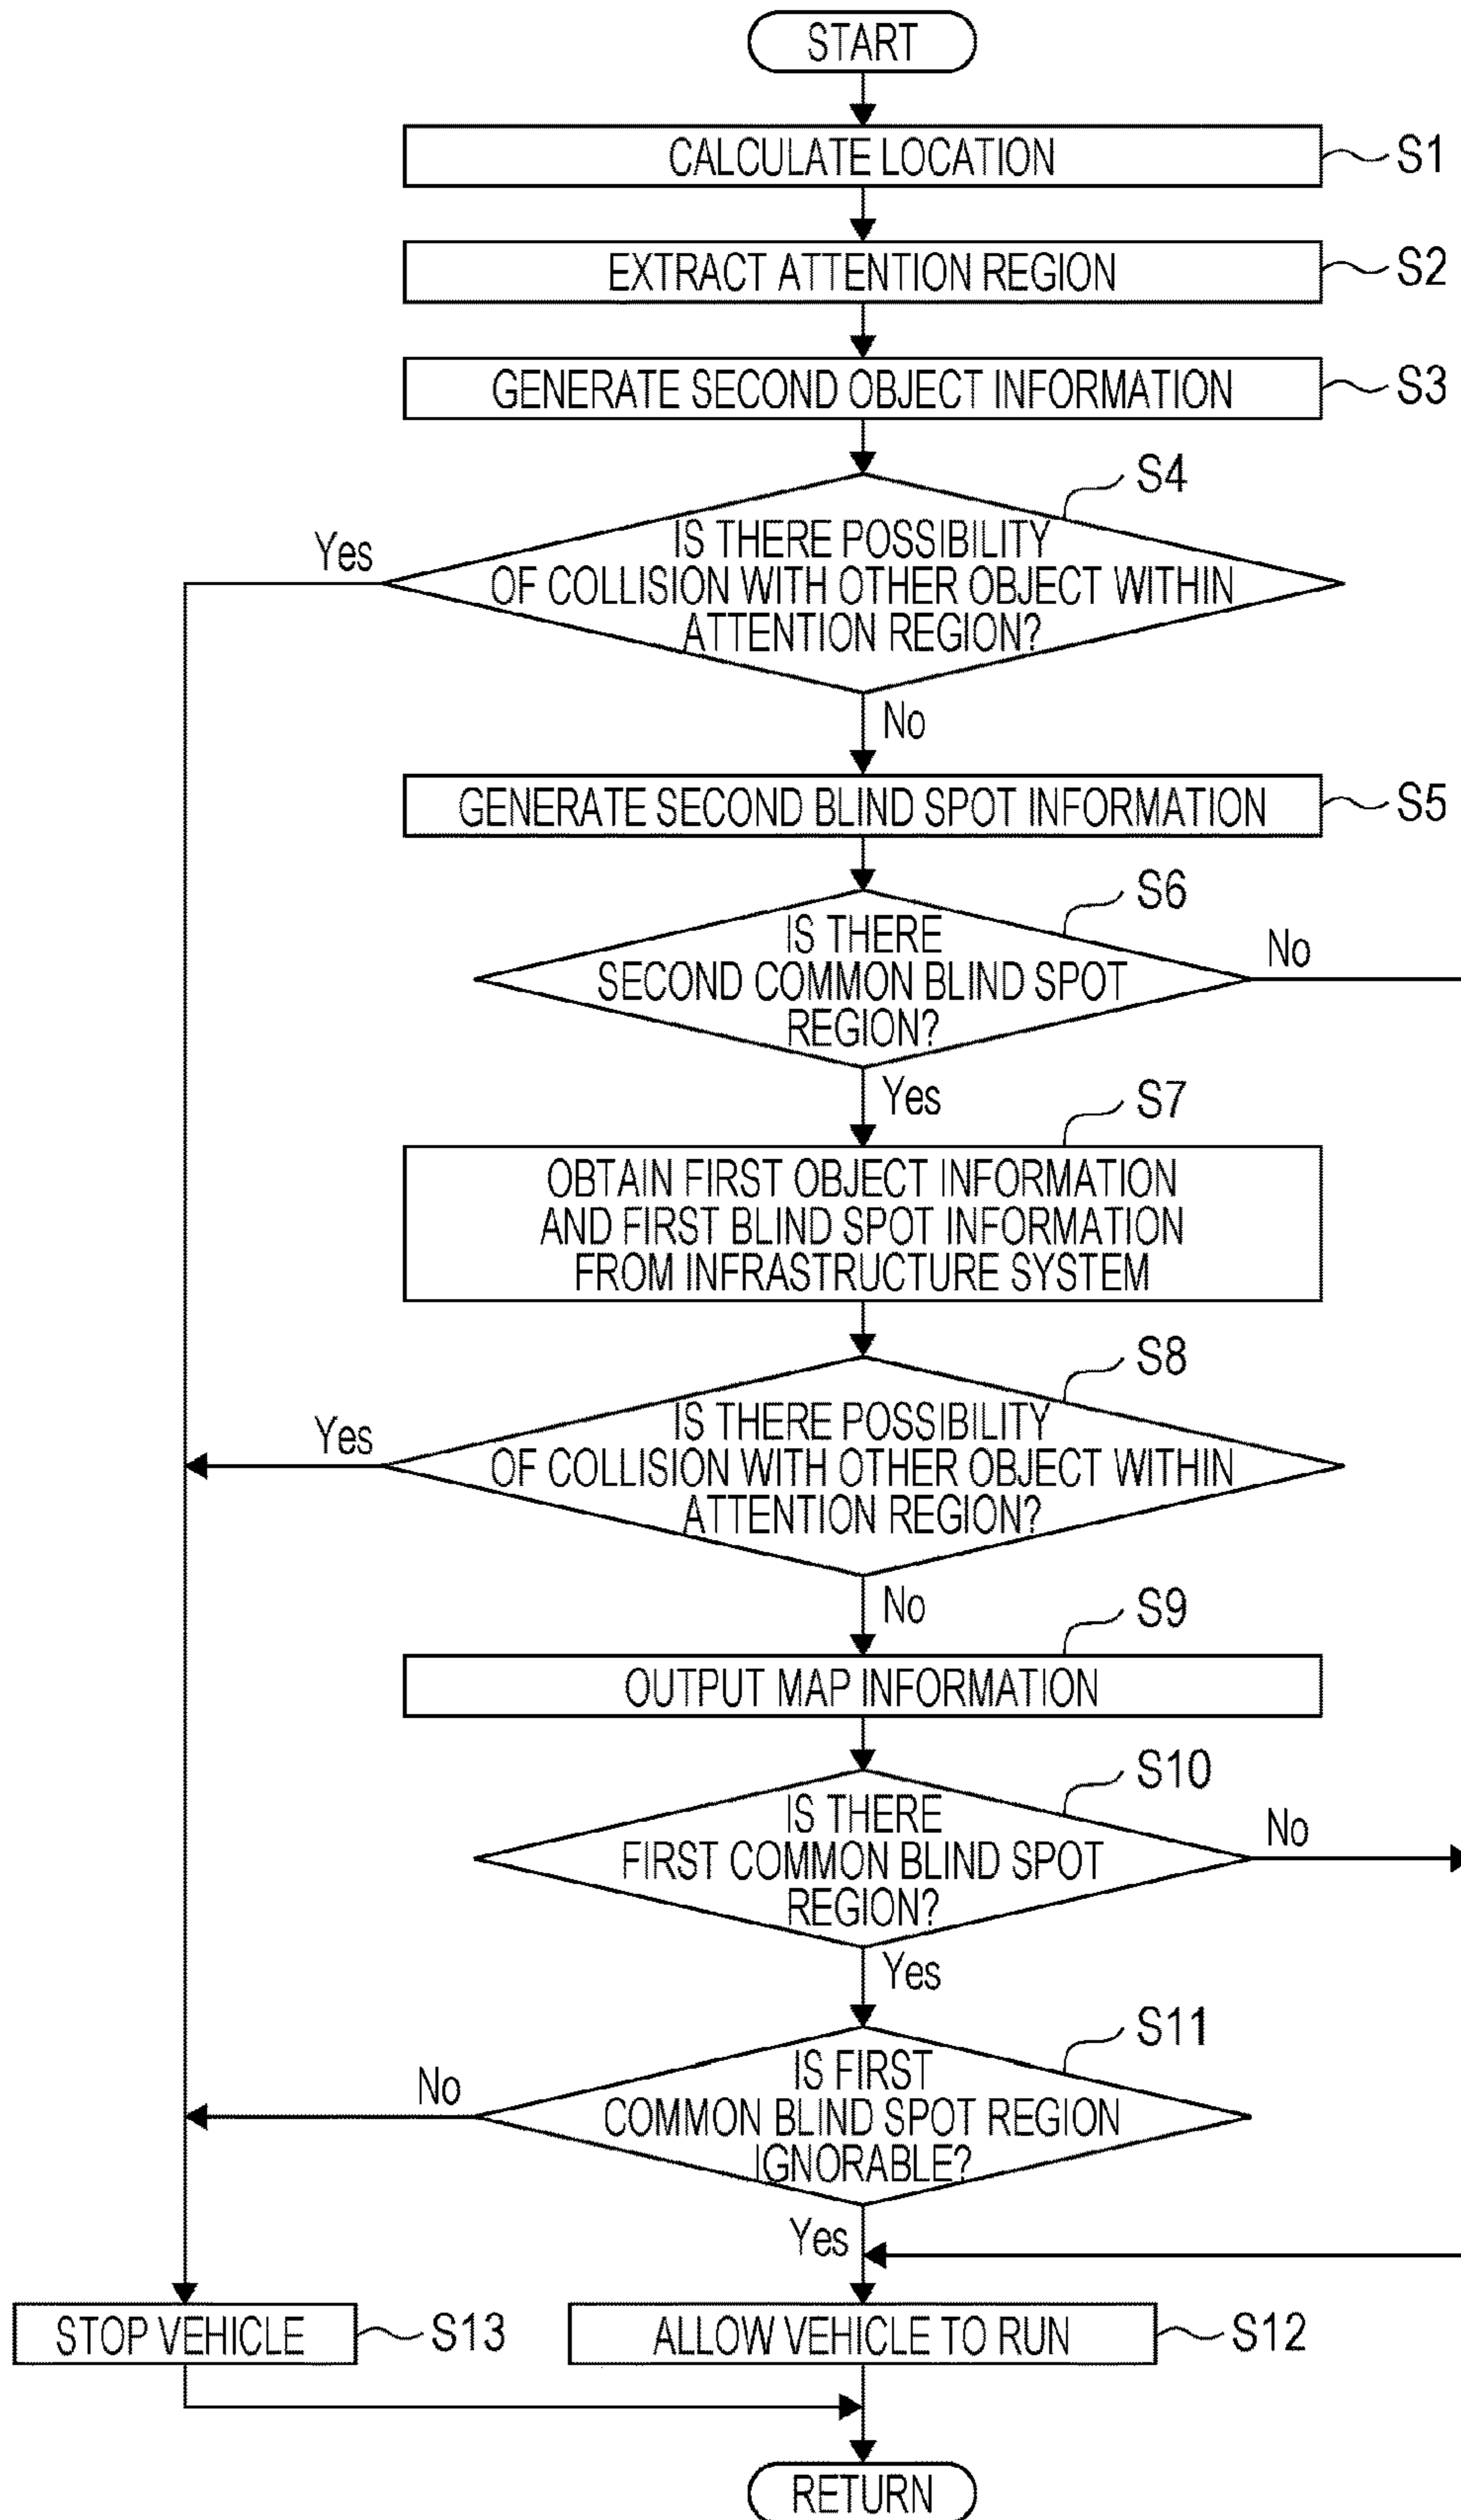 START
CALCULATE LOCATION
S1
EXTRACT ATTENTION REGION
S2
GENERATE SECOND OBJECT INFORMATION
S3
S4
IS THERE POSSIBILITY
OF COLLISION WITH OTHER OBJECT WITHIN
ATTENTION REGION?
Yes
No
GENERATE SECOND BLIND SPOT INFORMATION
S5
S6
IS THERE
SECOND COMMON BLIND SPOT
REGION?
No
Yes
S7
OBTAIN FIRST OBJECT INFORMATION
AND FIRST BLIND SPOT INFORMATION
FROM INFRASTRUCTURE SYSTEM
S8
IS THERE POSSIBILITY
OF COLLISION WITH OTHER OBJECT WITHIN
ATTENTION REGION?
Yes
No
S9
OUTPUT MAP INFORMATION
S10
IS THERE
FIRST COMMON BLIND SPOT
REGION?
No
Yes
S11
IS FIRST
COMMON BLIND SPOT REGION
IGNORABLE?
No
Yes
STOP VEHICLE
S13
ALLOW VEHICLE TO RUN
S12
RETURN